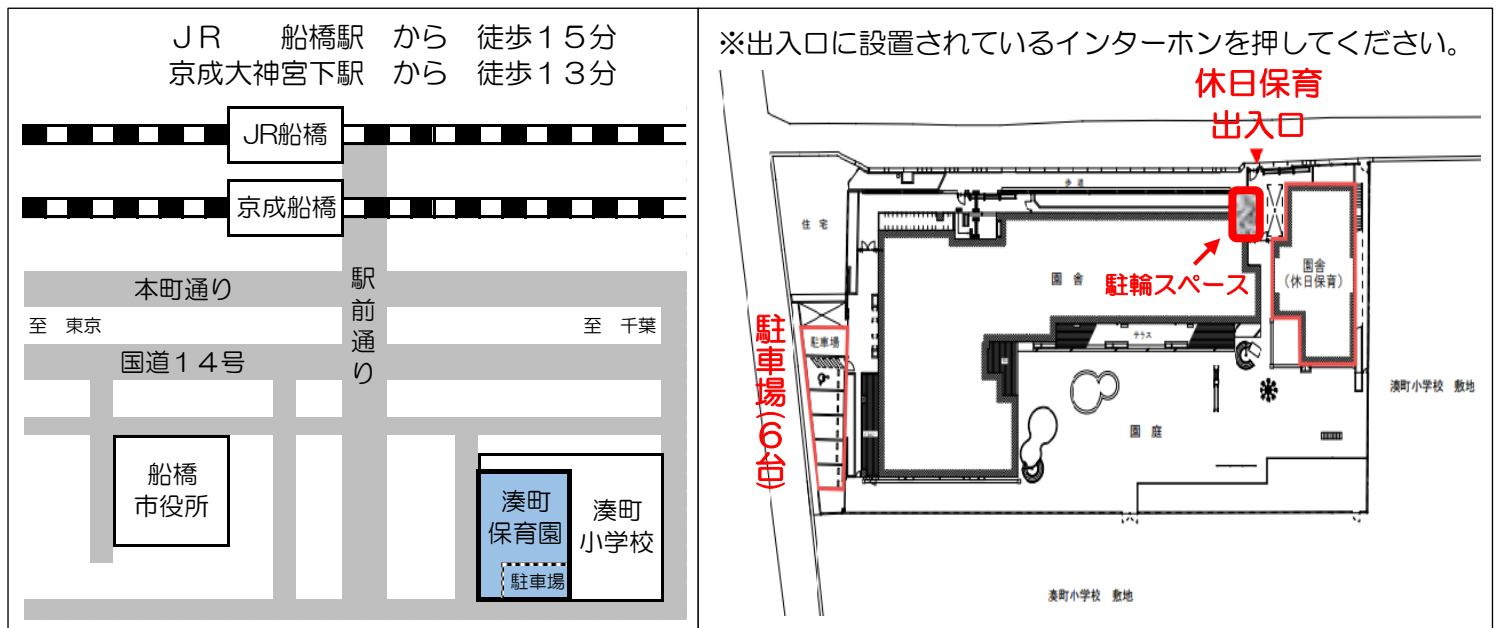 ＪＲ　　船橋駅　から　徒歩１５分
京成大神宮下駅　から　徒歩１３分
JR船橋
京成船橋
本町通り
駅前通り
至　東京
至　千葉
国道１４号
船橋
市役所
湊町
保育園
駐車場
湊町
小学校
※出入口に設置されているインターホンを押してください。
休日保育
出入口
歩道
住宅
園舎
駐輪スペース
園舎
（休日保育）
駐車場
テラス
駐車場(６台)
園庭
湊町小学校　敷地
湊町小学校　敷地